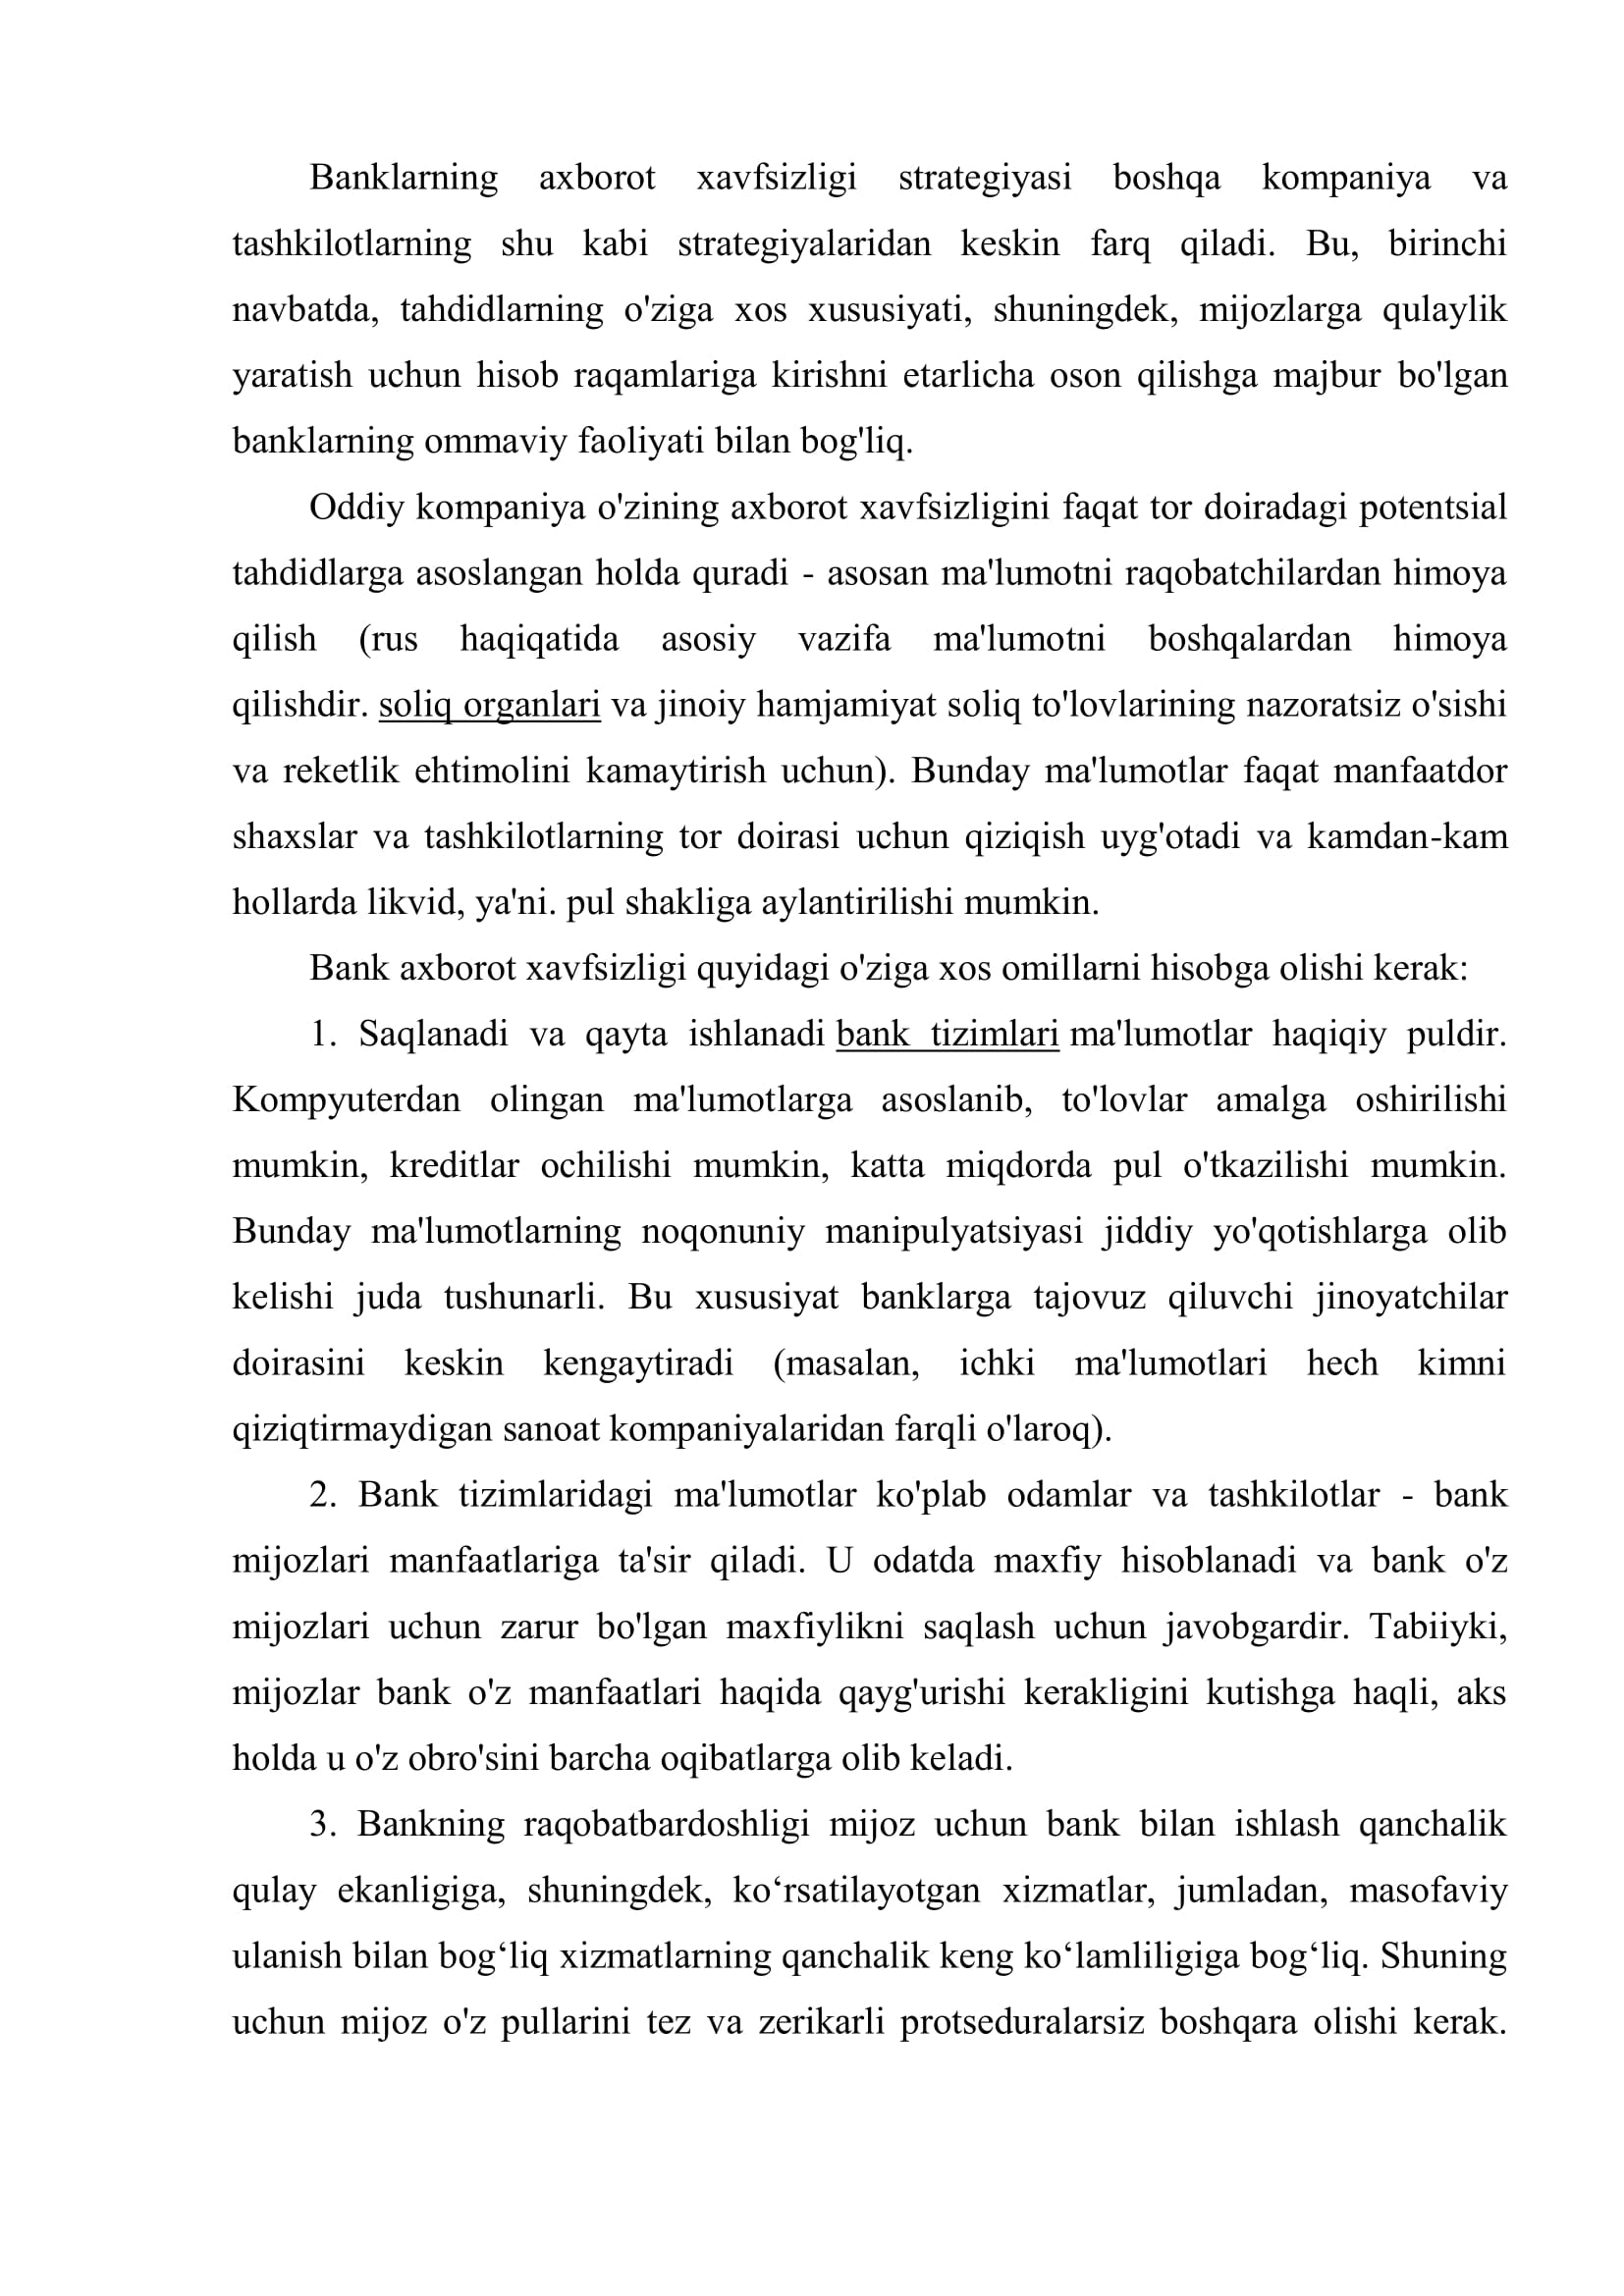 Banklarning axborot xavfsizligi strategiyasi boshqa kompaniya va
tashkilotlarning shu kabi strategiyalaridan keskin farq qiladi. Bu, birinchi
navbatda, tahdidlarning o'ziga xos xususiyati, shuningdek, mijozlarga qulaylik
yaratish uchun hisob raqamlariga kirishni etarlicha oson qilishga majbur bo'lgan
banklarning ommaviy faoliyati bilan bog'liq.
Oddiy kompaniya o'zining axborot xavfsizligini faqat tor doiradagi potentsial
tahdidlarga asoslangan holda quradi - asosan ma'lumotni raqobatchilardan himoya
qilish (rus haqiqatida asosiy vazifa ma'lumotni boshqalardan himoya
qilishdir. soliq organlari va jinoiy hamjamiyat soliq to'lovlarining nazoratsiz o'sishi
va reketlik ehtimolini kamaytirish uchun). Bunday ma'lumotlar faqat manfaatdor
shaxslar va tashkilotlarning tor doirasi uchun qiziqish uyg'otadi va kamdan-kam
hollarda likvid, ya'ni. pul shakliga aylantirilishi mumkin.
Bank axborot xavfsizligi quyidagi o'ziga xos omillarni hisobga olishi kerak:
1. Saqlanadi va qayta ishlanadi bank tizimlari ma'lumotlar haqiqiy puldir.
Kompyuterdan olingan ma'lumotlarga asoslanib, to'lovlar amalga oshirilishi
mumkin, kreditlar ochilishi mumkin, katta miqdorda pul o'tkazilishi mumkin.
Bunday ma'lumotlarning noqonuniy manipulyatsiyasi jiddiy yo'qotishlarga olib
kelishi juda tushunarli. Bu xususiyat banklarga tajovuz qiluvchi jinoyatchilar
doirasini keskin kengaytiradi (masalan, ichki ma'lumotlari hech kimni
qiziqtirmaydigan sanoat kompaniyalaridan farqli o'laroq).
2. Bank tizimlaridagi ma'lumotlar ko'plab odamlar va tashkilotlar - bank
mijozlari manfaatlariga ta'sir qiladi. U odatda maxfiy hisoblanadi va bank o'z
mijozlari uchun zarur bo'lgan maxfiylikni saqlash uchun javobgardir. Tabiiyki,
mijozlar bank o'z manfaatlari haqida qayg'urishi kerakligini kutishga haqli, aks
holda u o'z obro'sini barcha oqibatlarga olib keladi.
3. Bankning raqobatbardoshligi mijoz uchun bank bilan ishlash qanchalik
qulay ekanligiga, shuningdek, ko‘rsatilayotgan xizmatlar, jumladan, masofaviy
ulanish bilan bog‘liq xizmatlarning qanchalik keng ko‘lamliligiga bog‘liq. Shuning
uchun mijoz o'z pullarini tez va zerikarli protseduralarsiz boshqara olishi kerak.